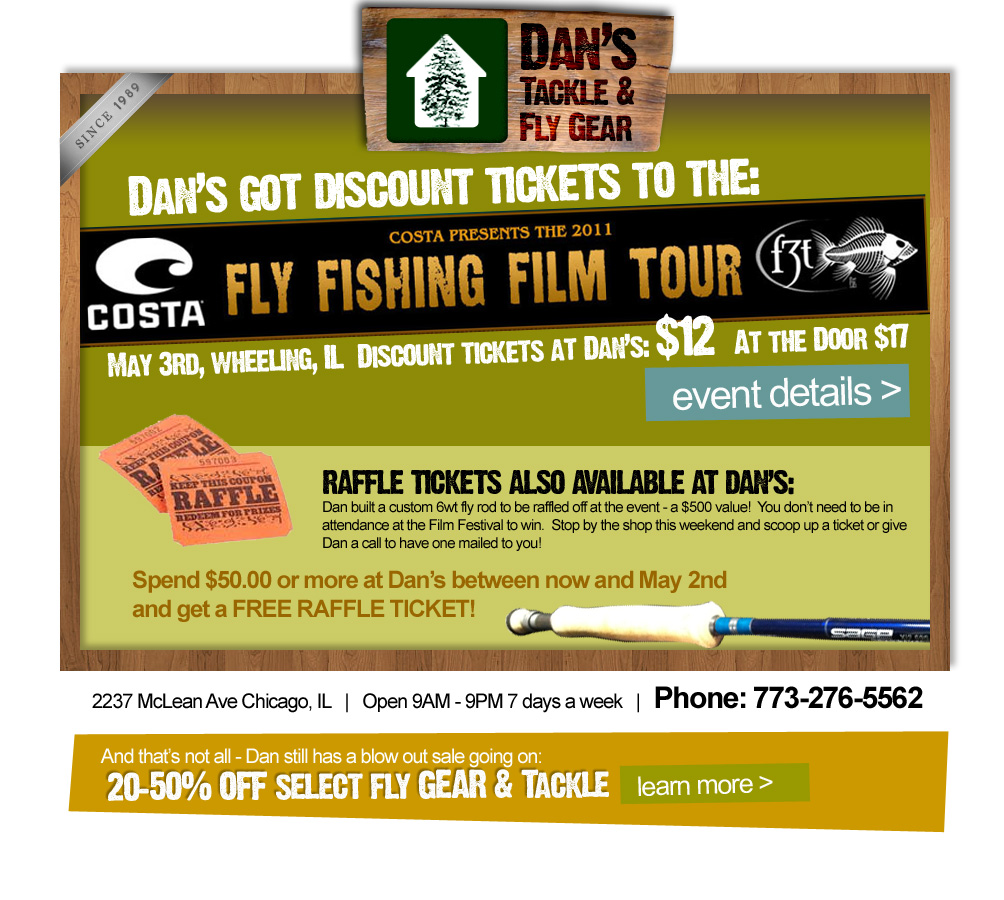 DAN'S
TACKLE &
FLY GEAR
SINCE 1989
DAN'S GOT DISCOUNT TICKETS TO THE:
COSTA PRESENTS THE 2011
FLY FISHING FILM TOUR
COSTA
f3t
MAY 3RD, WHEELING, IL DISCOUNT TICKETS AT DAN'S: $12 AT THE DOOR $17
event details >
597002
KEEP THIS COUPON
RAFFLE
597003
KEEP THIS COUPON
RAFFLE
REDEEM FOR PRIZES
RAFFLE TICKETS ALSO AVAILABLE AT DAN'S:
Dan built a custom 6wt fly rod to be raffled off at the event - a $500 value! You don't need to be in
attendance at the Film Festival to win. Stop by the shop this weekend and scoop up a ticket or give
Dan a call to have one mailed to you!
Spend $50.00 or more at Dan's between now and May 2nd
and get a FREE RAFFLE TICKET!
2237 McLean Ave Chicago, IL | Open 9AM - 9PM 7 days a week | Phone: 773-276-5562
And that's not all - Dan still has a blow out sale going on:
20-50% OFF SELECT FLY GEAR & TACKLE
learn more >